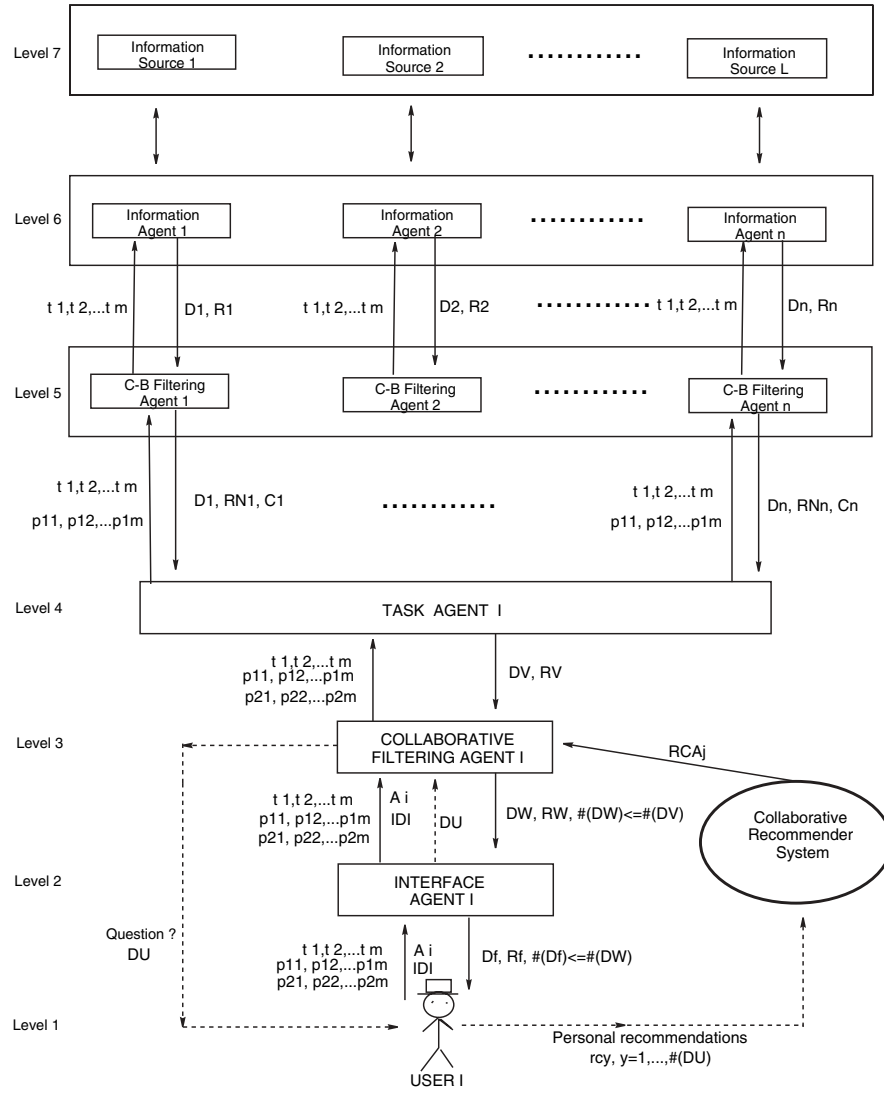 Level 7
Information
Source 1
Information
Source 2
Information
Source L
Level 6
Information
Agent 1
Information
Agent 2
Information
Agent n
t 1,t 2,...t m
D1, R1
t 1,t 2,...t m
D2, R2
t 1,t 2,...t m
Dn, Rn
Level 5
C-B Filtering
Agent 1
C-B Filtering
Agent 2
C-B Filtering
Agent n
t 1,t 2,...t m
p11, p12,...p1m
D1, RN1, C1
t 1,t 2,...t m
p11, p12,...p1m
Dn, RNn, Cn
Level 4
TASK AGENT I
t 1,t 2,...t m
p11, p12,...p1m
p21, p22,...p2m
DV, RV
Level 3
COLLABORATIVE
FILTERING AGENT I
RCAj
t 1,t 2,...t m
p11, p12,...p1m
p21, p22,...p2m
A i
IDI
DU
DW, RW, #(DW)<=#(DV)
Collaborative
Recommender
System
Level 2
INTERFACE
AGENT I
Question ?
DU
t 1,t 2,...t m
p11, p12,...p1m
p21, p22,...p2m
A i
IDI
Df, Rf, #(Df)<=#(DW)
Level 1
Personal recommendations
rcy, y=1,...,#(DU)
USER I